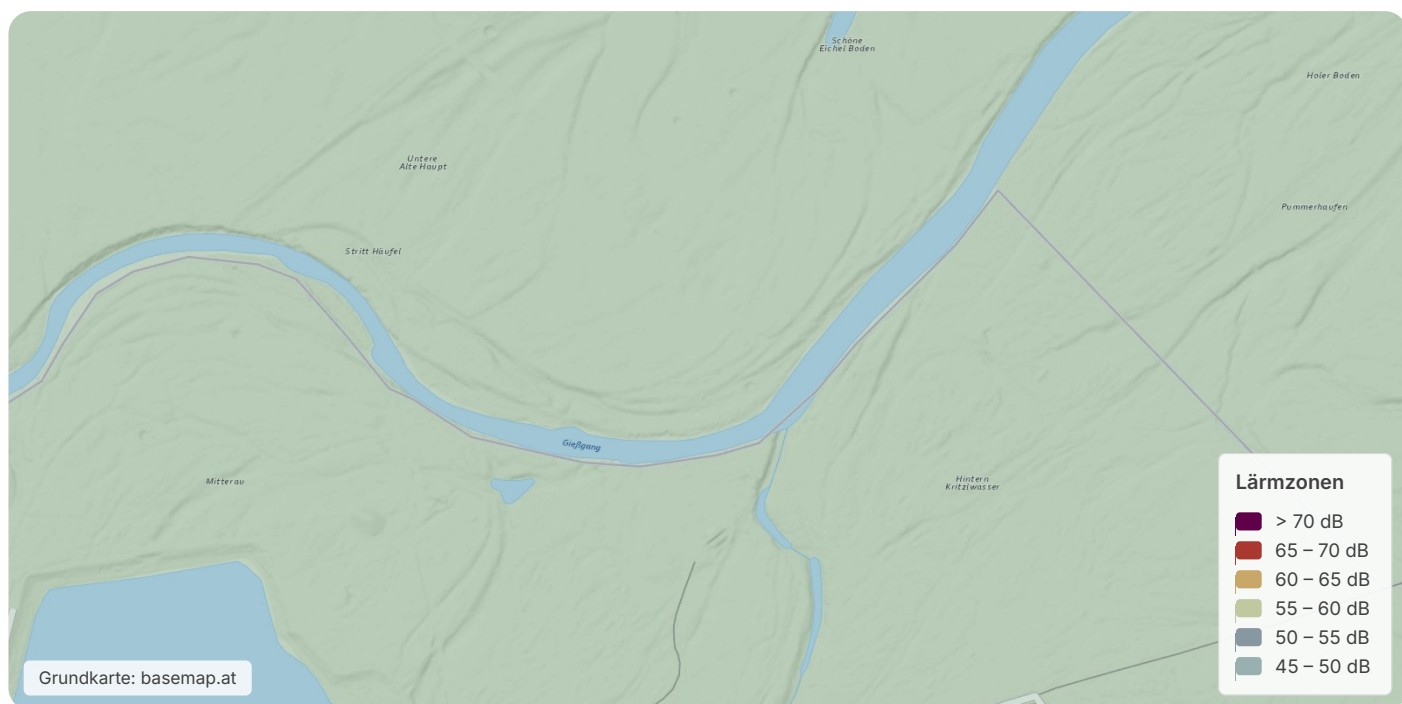 Schöne
Eichel Boden
Holer Boden
Untere
Alte Haupt
Pummerhaufen
Stritt Häufel
Gießgang
Mitterau
Hintern
Kritzlwasser
Lärmzonen
> 70 dB
65 – 70 dB
60 – 65 dB
55 – 60 dB
50 – 55 dB
45 – 50 dB
Grundkarte: basemap.at